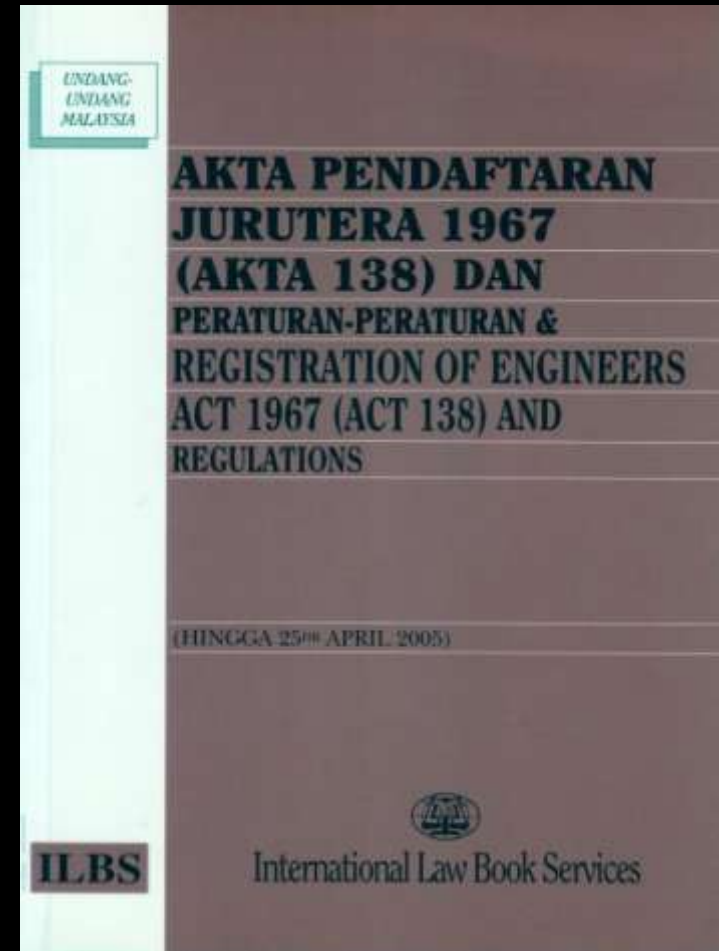 UNDANG-
UNDANG
MALAYSIA
AKTA PENDAFTARAN
JURUTERA 1967
(AKTA 138) DAN
PERATURAN-PERATURAN &
REGISTRATION OF ENGINEERS
ACT 1967 (ACT 138) AND
REGULATIONS
(HINGGA 25HB APRIL 2005)
ILBS
International Law Book Services